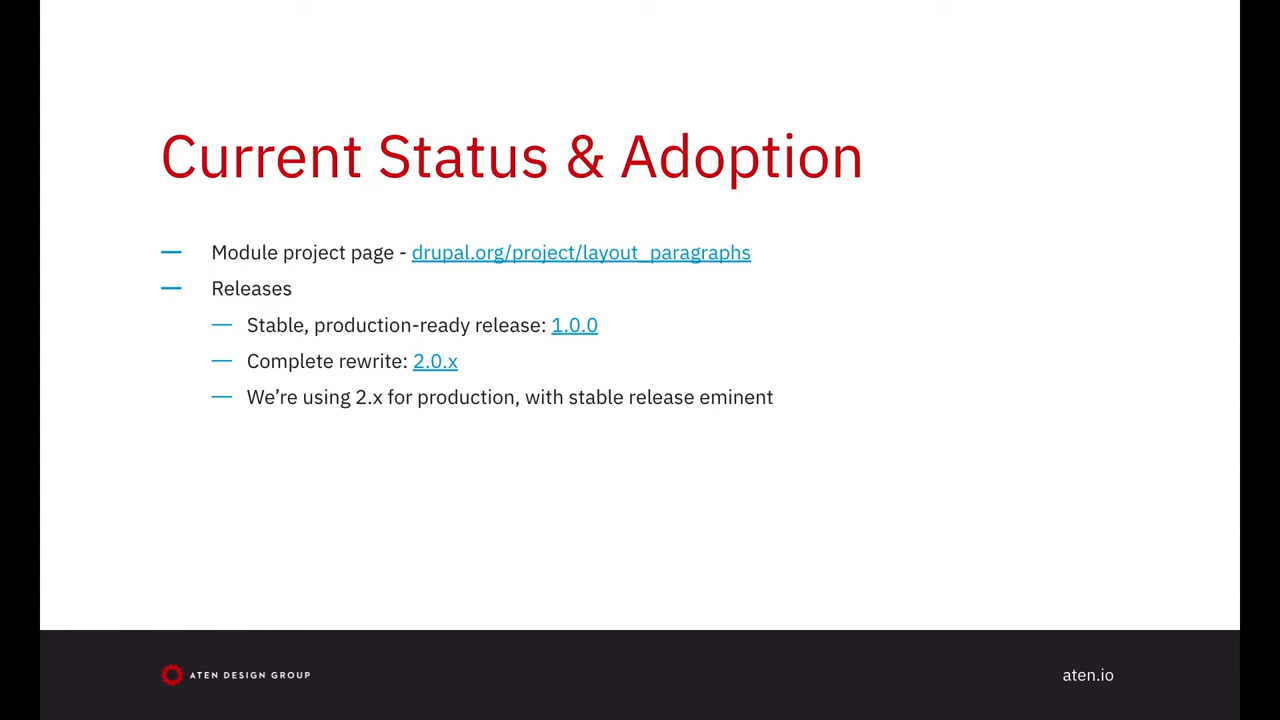 Current Status & Adoption
— Module project page - drupal.org/project/layout_paragraphs
— Releases
— Stable, production-ready release: 1.0.0
— Complete rewrite: 2.0.x
— We’re using 2.x for production, with stable release eminent
ATEN DESIGN GROUP
aten.io